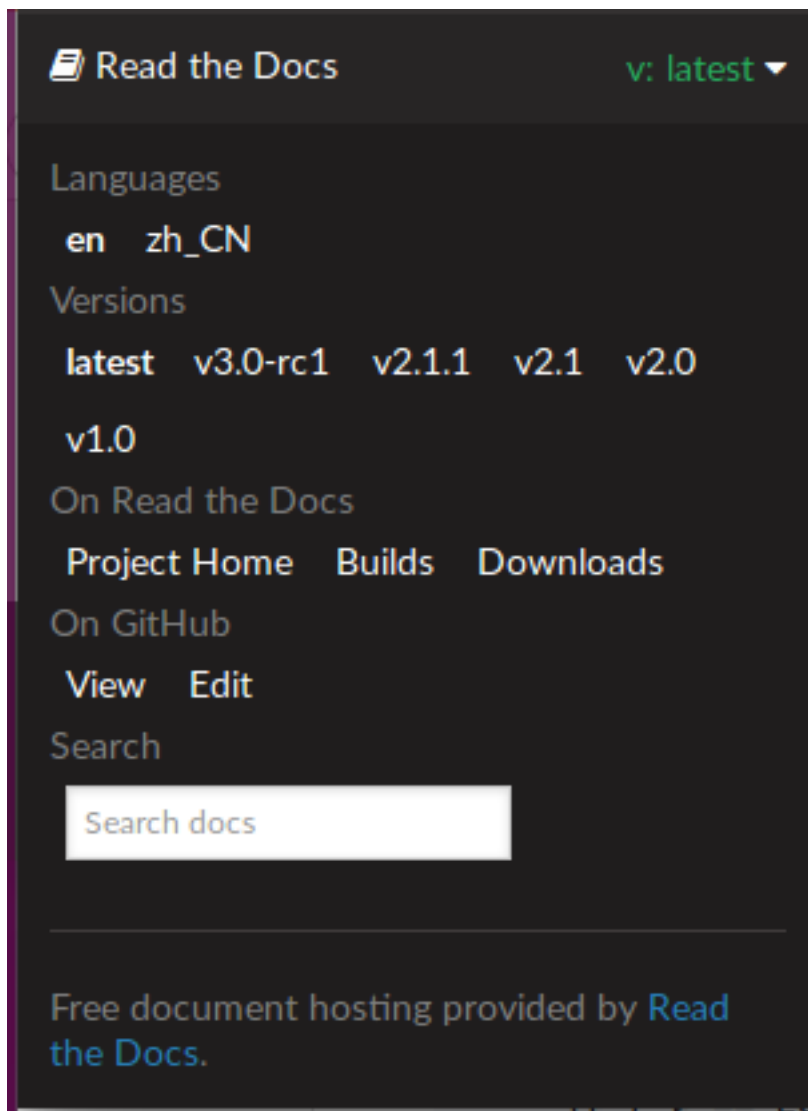 Read the Docs v: latest
Languages
en zh_CN
Versions
latest v3.0-rc1 v2.1.1 v2.1 v2.0
v1.0
On Read the Docs
Project Home Builds Downloads
On GitHub
View Edit
Search
Search docs
Free document hosting provided by Read
the Docs.